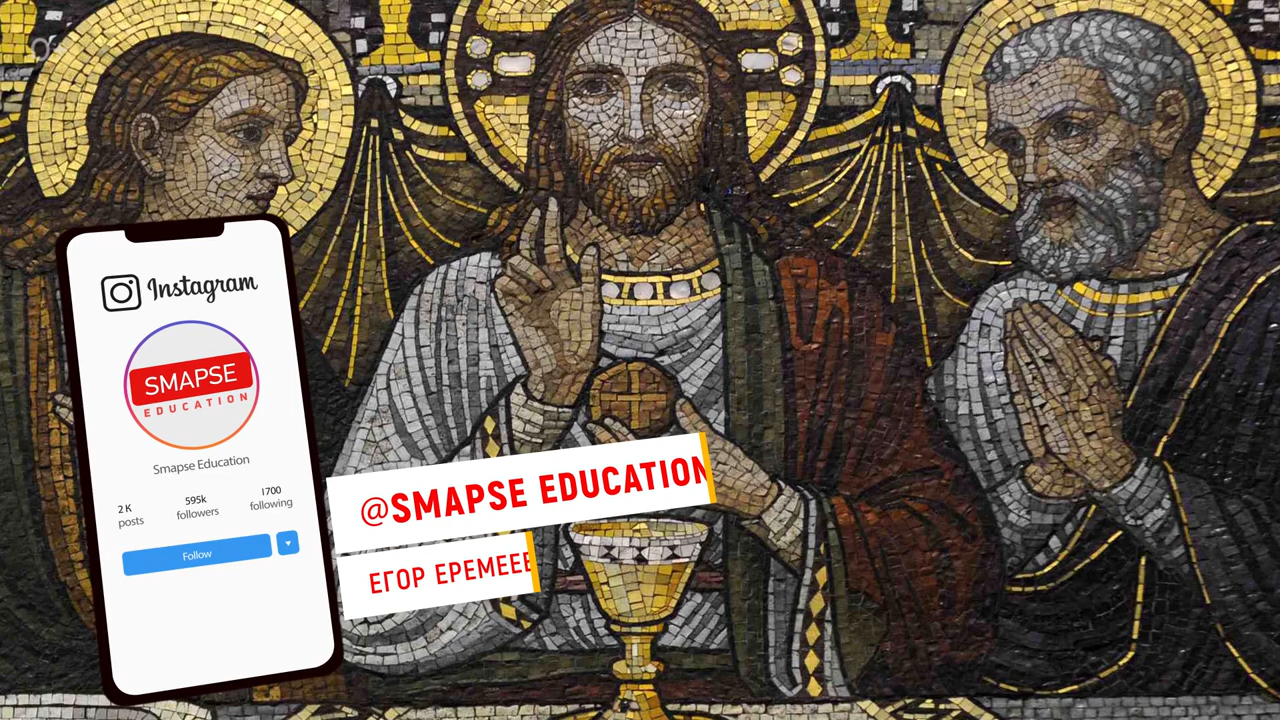 Instagram
SMAPSE
EDUCATION
Smapse Education
2 K
posts
595k
followers
1700
following
Follow
@SMAPSE EDUCATION
ЕГОР ЕРЕМЕЕ